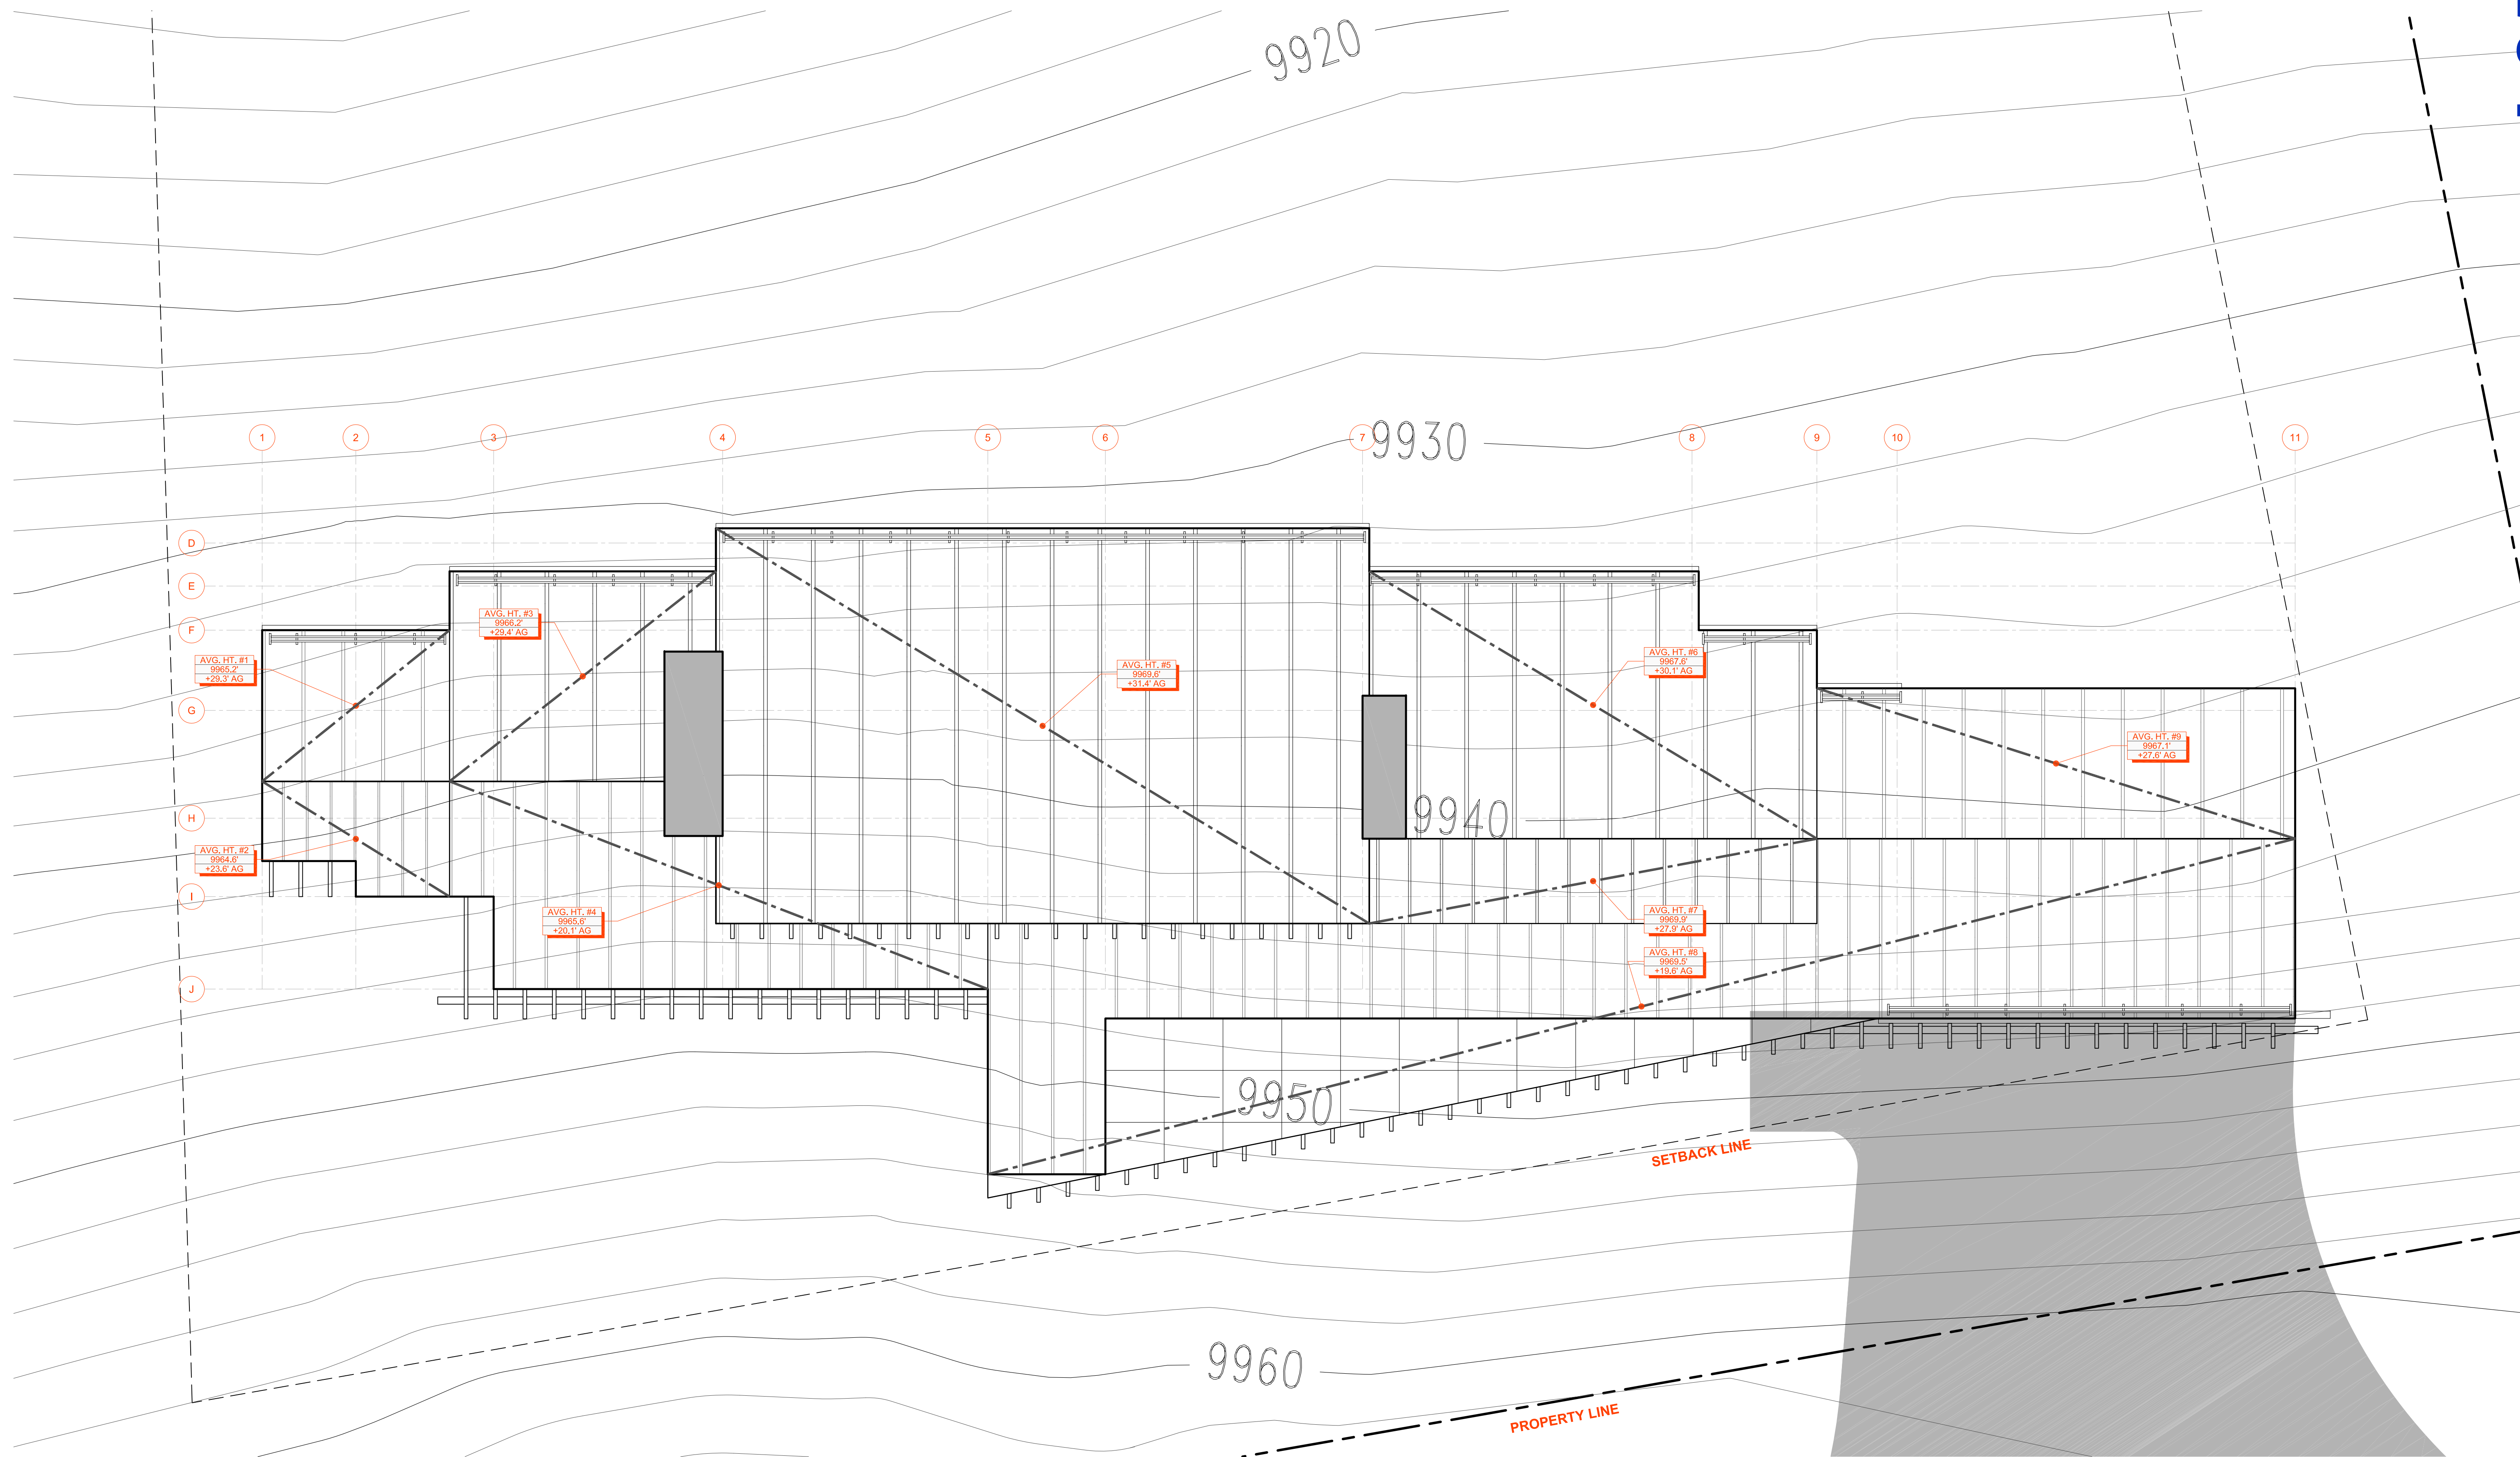 9920
9930
1
2
3
4
5
6
7
8
9
10
11
D
E
F
G
H
I
J
AVG. HT. #3
9966.2'
+29.4' AG
AVG. HT. #1
9965.2'
+29.3' AG
AVG. HT. #5
9969.6'
+31.4' AG
AVG. HT. #6
9967.6'
+30.1' AG
AVG. HT. #9
9967.1'
+27.6' AG
9940
AVG. HT. #2
9964.6'
+23.6' AG
AVG. HT. #4
9965.6'
+20.1' AG
AVG. HT. #7
9969.9'
+27.9' AG
AVG. HT. #8
9969.5'
+19.6' AG
9950
SETBACK LINE
9960
PROPERTY LINE